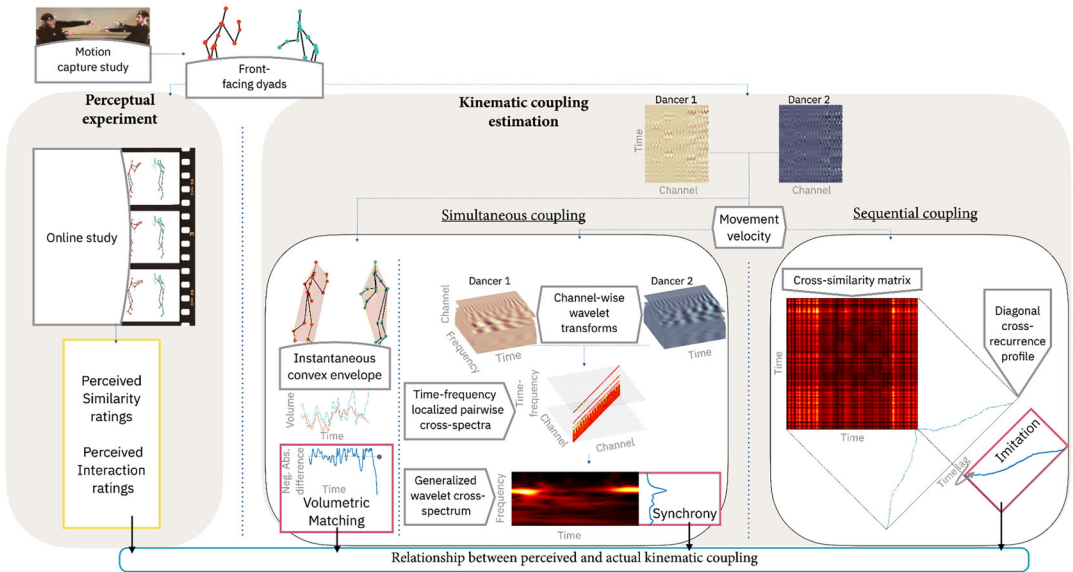 Motion
capture study
Front-
facing dyads
Perceptual
experiment
Online study
Perceived
Similarity
ratings
Perceived
Interaction
ratings
Kinematic coupling
estimation
Dancer 1
Dancer 2
Time
Channel
Channel
Movement
velocity
Simultaneous coupling
Sequential coupling
Instantaneous
convex envelope
Volume
Time
Neg. Abs.
difference
Time
Volumetric
Matching
Dancer 1
Dancer 2
Channel
Frequency
Time
Channel-wise
wavelet
transforms
Time
Time-frequency
localized pairwise
cross-spectra
Time-
frequency
Channel
Channel
Generalized
wavelet cross-
spectrum
Frequency
Time
Synchrony
Cross-similarity matrix
Time
Time
Diagonal
cross-
recurrence
profile
Time lag
Imitation
Relationship between perceived and actual kinematic coupling